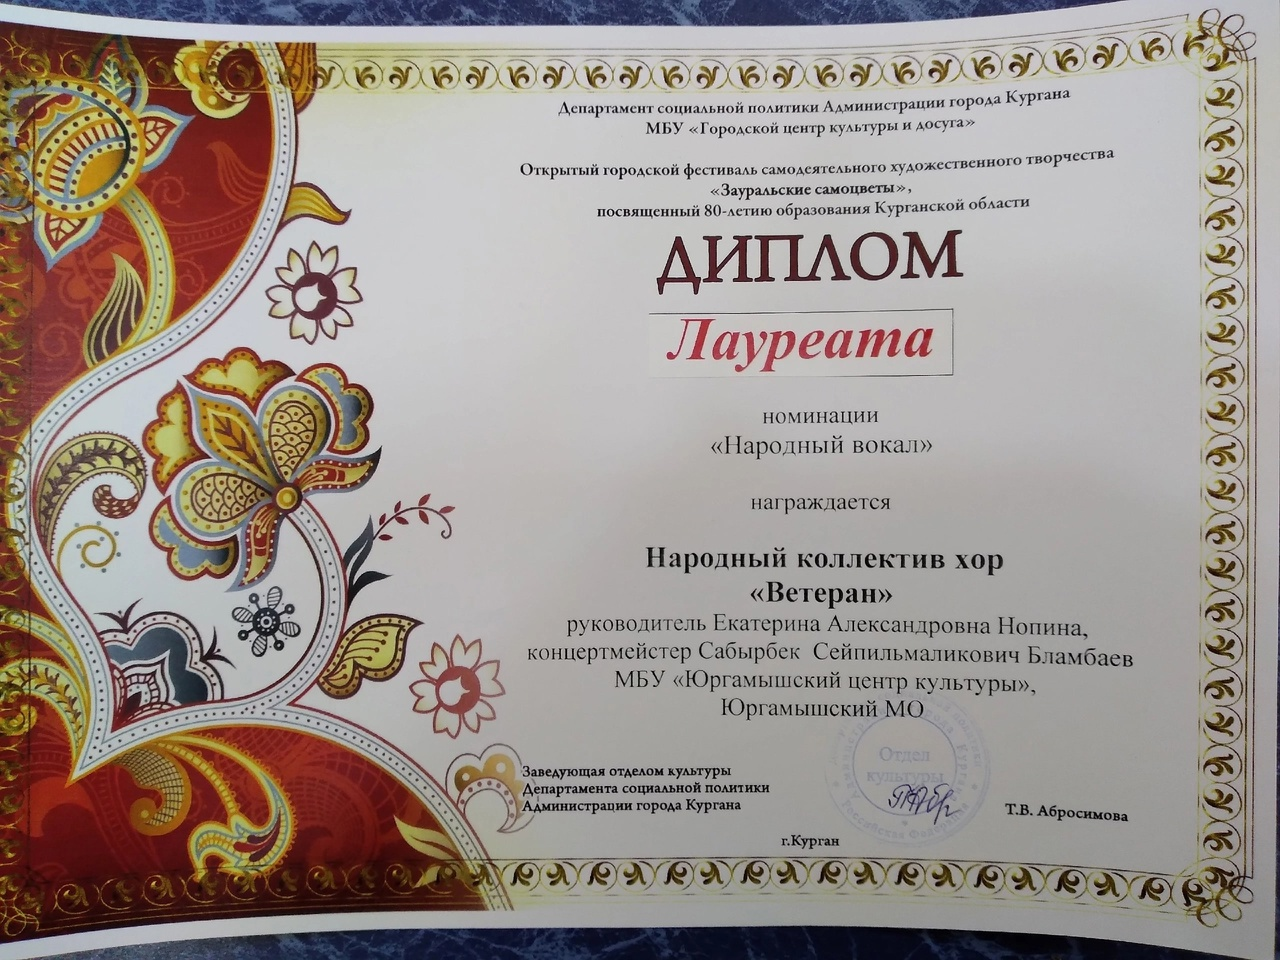 Департамент социальной политики Администрации города Кургана
МБУ «Городской центр культуры и досуга»
Открытый городской фестиваль самодеятельного художественного творчества
«Зауральские самоцветы»,
посвященный 80-летию образования Курганской области
ДИПЛОМ
Лауреата
номинации
«Народный вокал»
награждается
Народный коллектив хор
«Ветеран»
руководитель Екатерина Александровна Нопина,
концертмейстер Сабырбек Сейпильмаликович Бламбаев
МБУ «Юргамышский центр культуры»,
Юргамышский МО
Заведующая отделом культуры
Департамента социальной политики
Администрации города Кургана
Отдел
культуры
Российская Федерация
Т.В. Абросимова
г.Курган